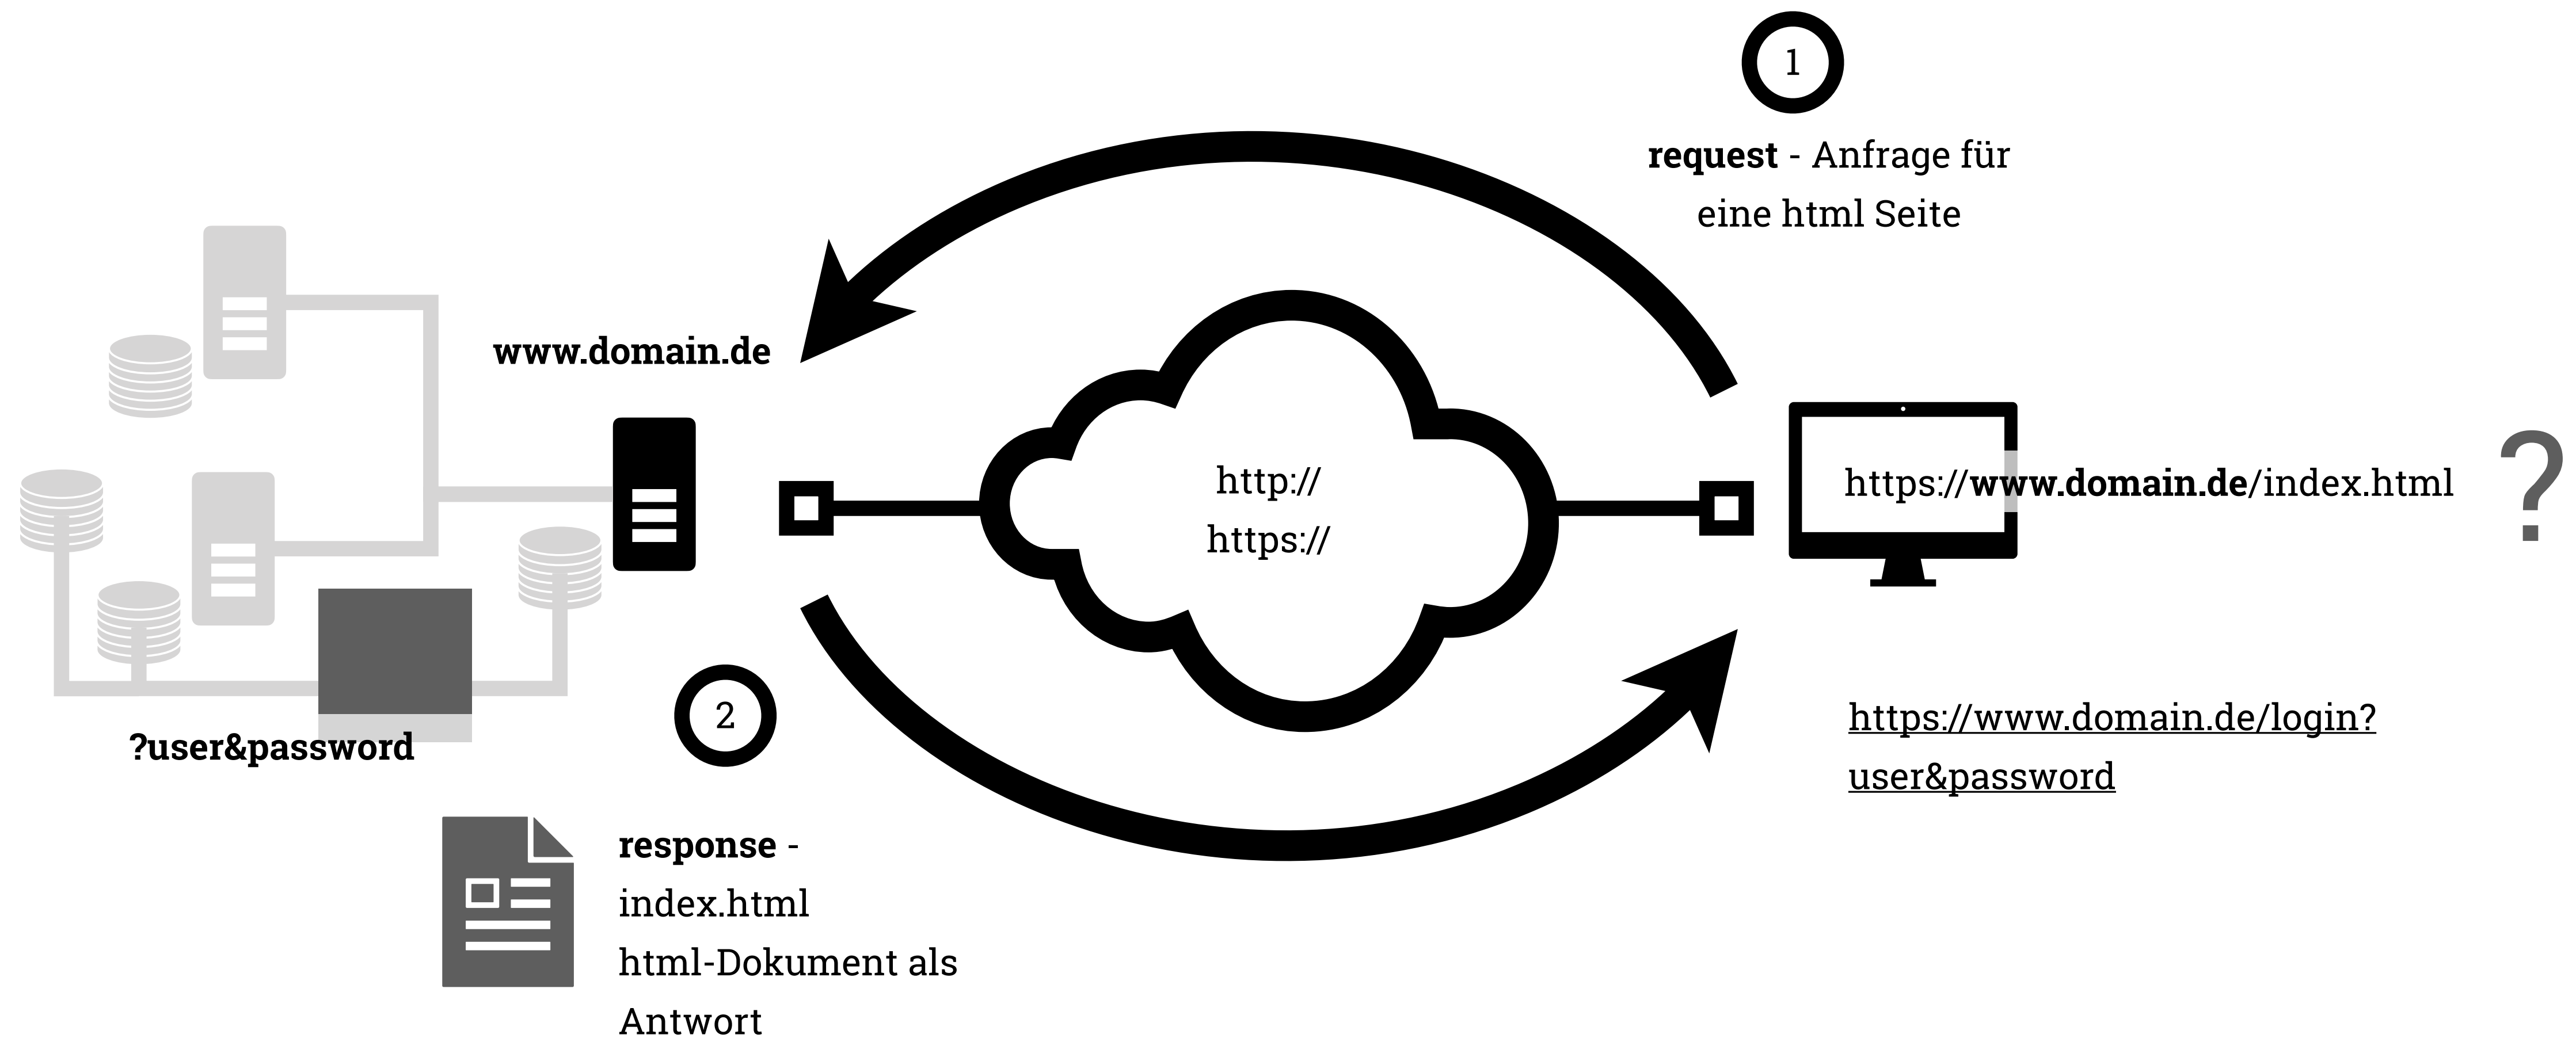 1
request - Anfrage für
eine html Seite
www.domain.de
http://
https://
https://www.domain.de/index.html
?
2
?user&password
https://www.domain.de/login?
user&password
response -
index.html
html-Dokument als
Antwort